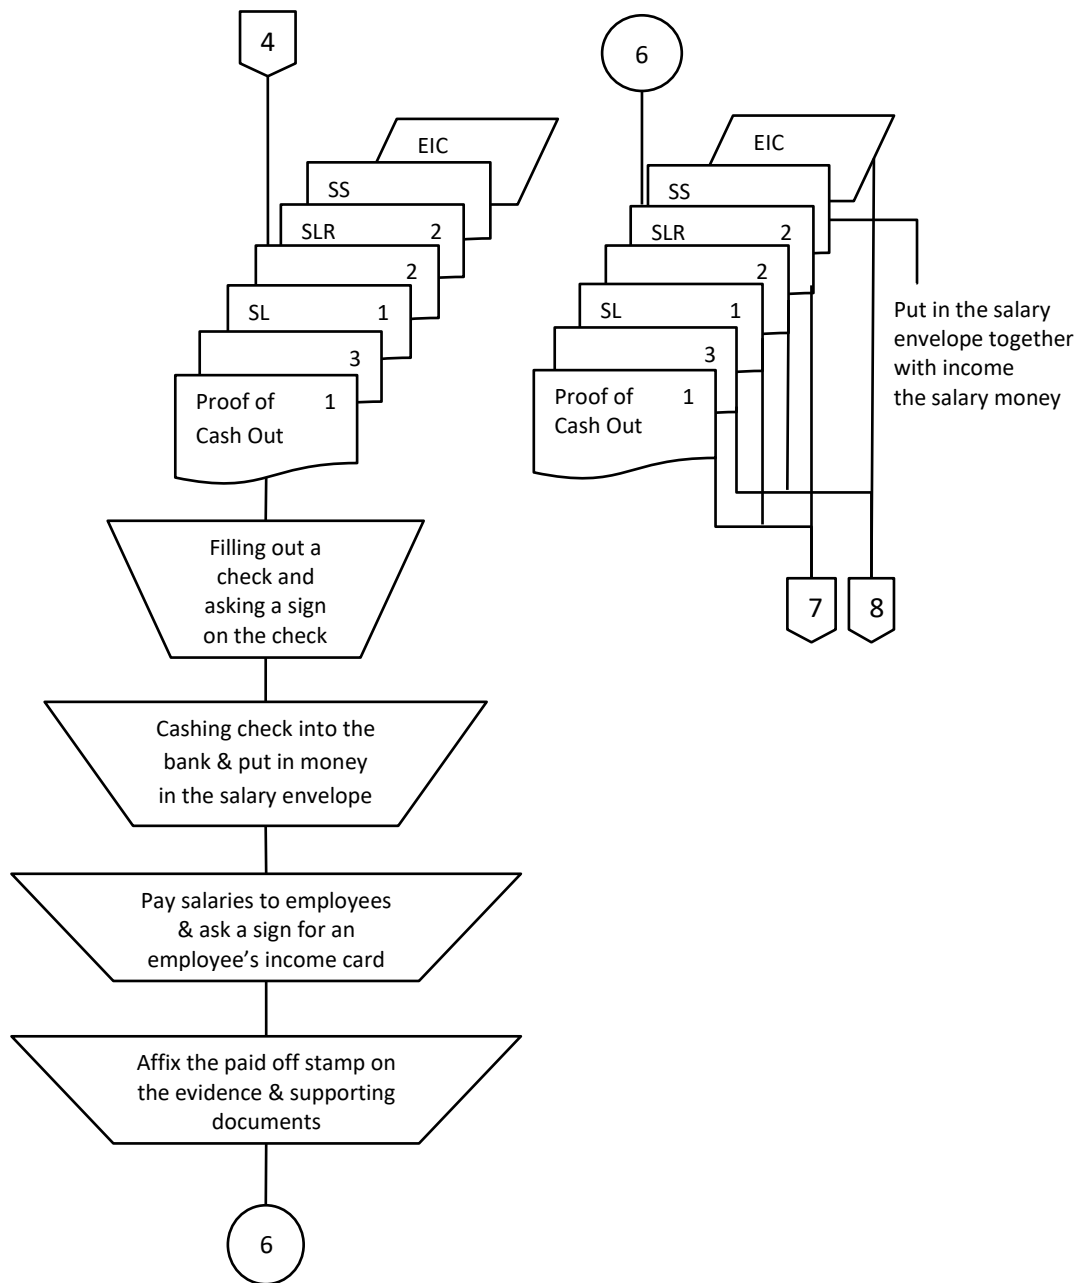 4
EIC
SS
SLR 2
2
SL 1
3
Proof of 1
Cash Out
Filling out a
check and
asking a sign
on the check
Cashing check into the
bank & put in money
in the salary envelope
Pay salaries to employees
& ask a sign for an
employee’s income card
Affix the paid off stamp on
the evidence & supporting
documents
6
6
EIC
SS
SLR 2
2
SL 1
3
Proof of 1
Cash Out
Put in the salary
envelope together
with income
the salary money
7 8